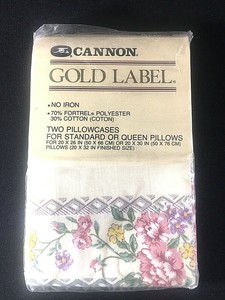 CANNON
GOLD LABEL®
• NO IRON
• 70% FORTREL® POLYESTER
30% COTTON (COTON)
TWO PILLOWCASES
FOR STANDARD OR QUEEN PILLOWS
FOR 20 X 26 IN (50 X 66 CM) OR 20 X 30 IN (50 X 76 CM)
PILLOWS (20 X 32 IN FINISHED SIZE)